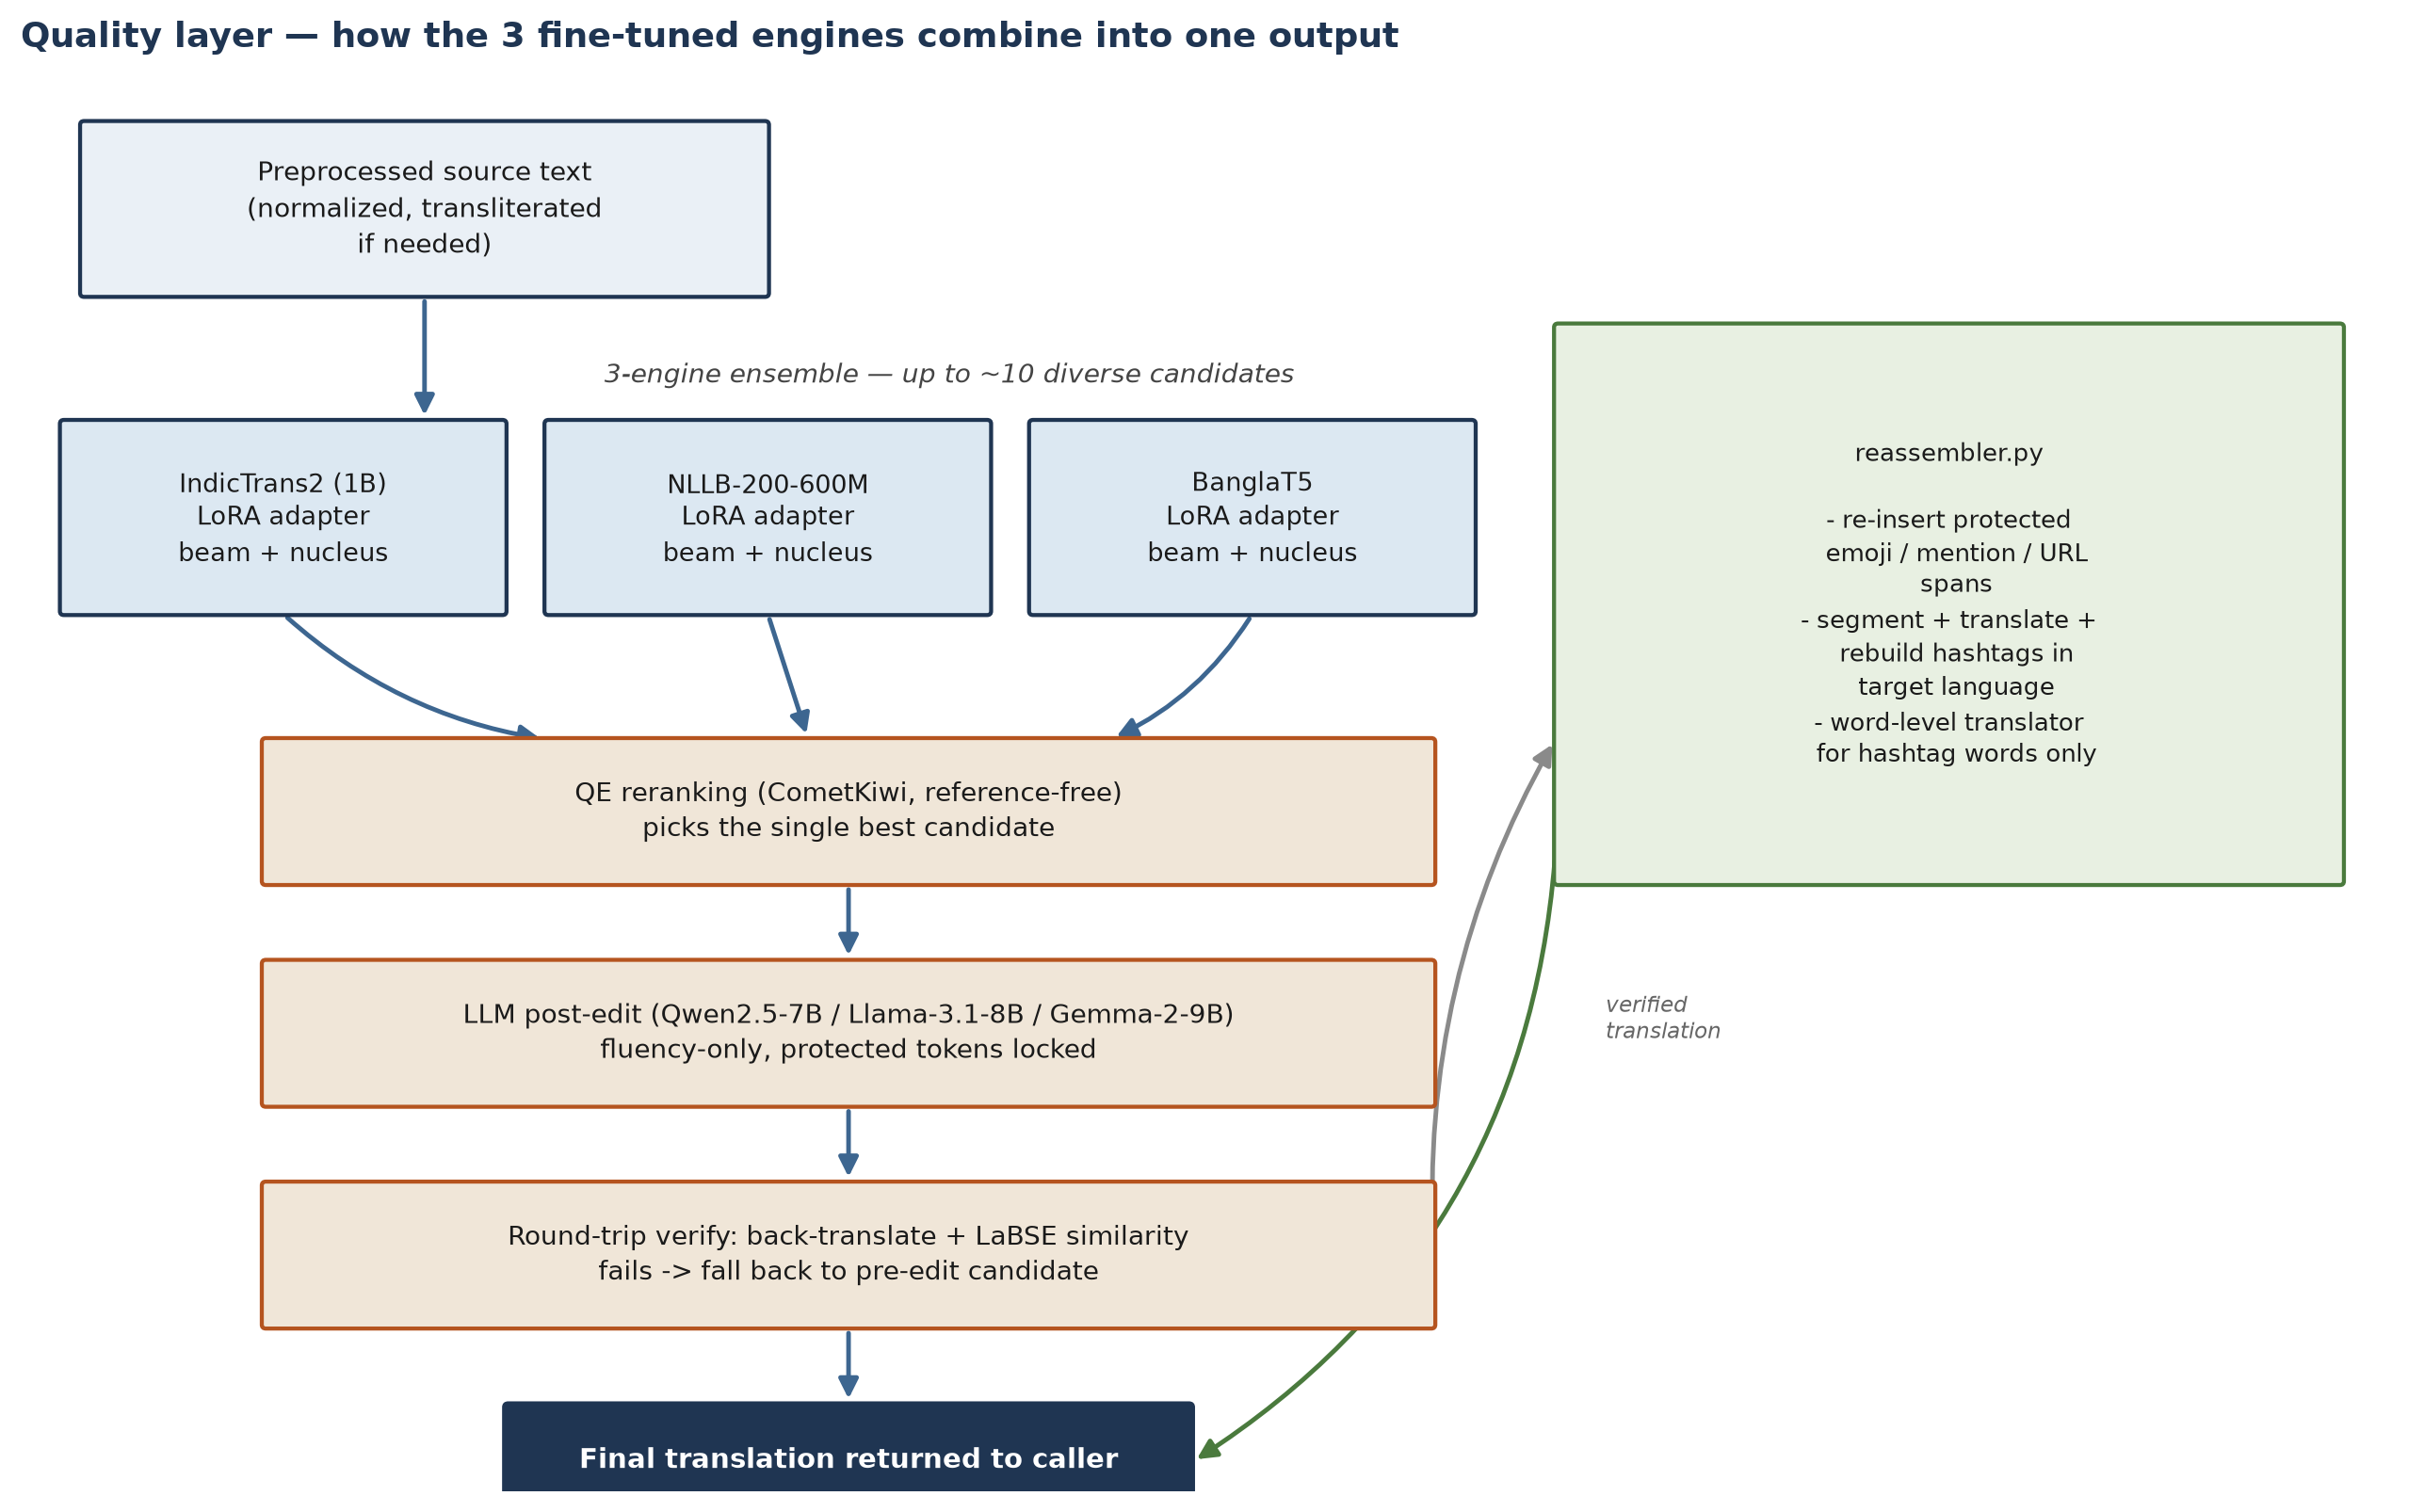 Quality layer — how the 3 fine-tuned engines combine into one output
Preprocessed source text
(normalized, transliterated
if needed)
3-engine ensemble — up to ~10 diverse candidates
IndicTrans2 (1B)
LoRA adapter
beam + nucleus
NLLB-200-600M
LoRA adapter
beam + nucleus
BanglaT5
LoRA adapter
beam + nucleus
reassembler.py
- re-insert protected
emoji / mention / URL
spans
- segment + translate +
rebuild hashtags in
target language
- word-level translator
for hashtag words only
QE reranking (CometKiwi, reference-free)
picks the single best candidate
LLM post-edit (Qwen2.5-7B / Llama-3.1-8B / Gemma-2-9B)
fluency-only, protected tokens locked
verified
translation
Round-trip verify: back-translate + LaBSE similarity
fails -> fall back to pre-edit candidate
Final translation returned to caller